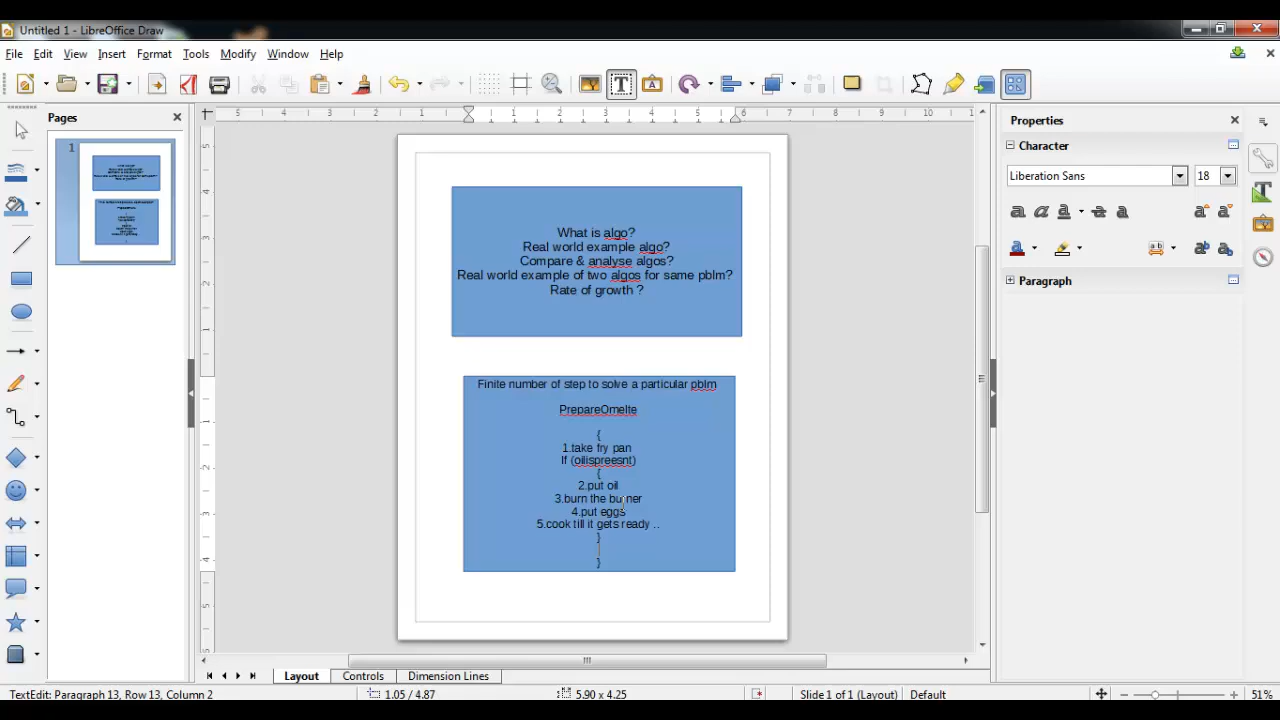 Untitled 1 - LibreOffice Draw
File Edit View Insert Format Tools Modify Window Help
Pages
1
Properties
Character
Liberation Sans 18
Paragraph
What is algo?
Real world example algo?
Compare & analyse algos?
Real world example of two algos for same pblm?
Rate of growth ?
Finite number of step to solve a particular pblm
PrepareOmelte
{
1.take fry pan
If (oilispreesnt)
{
2.put oil
3.burn the burner
4.put eggs
5.cook till it gets ready ..
}
}
Layout Controls Dimension Lines
TextEdit: Paragraph 13, Row 13, Column 2 1.05 / 4.87 5.90 x 4.25 Slide 1 of 1 (Layout) Default 51%